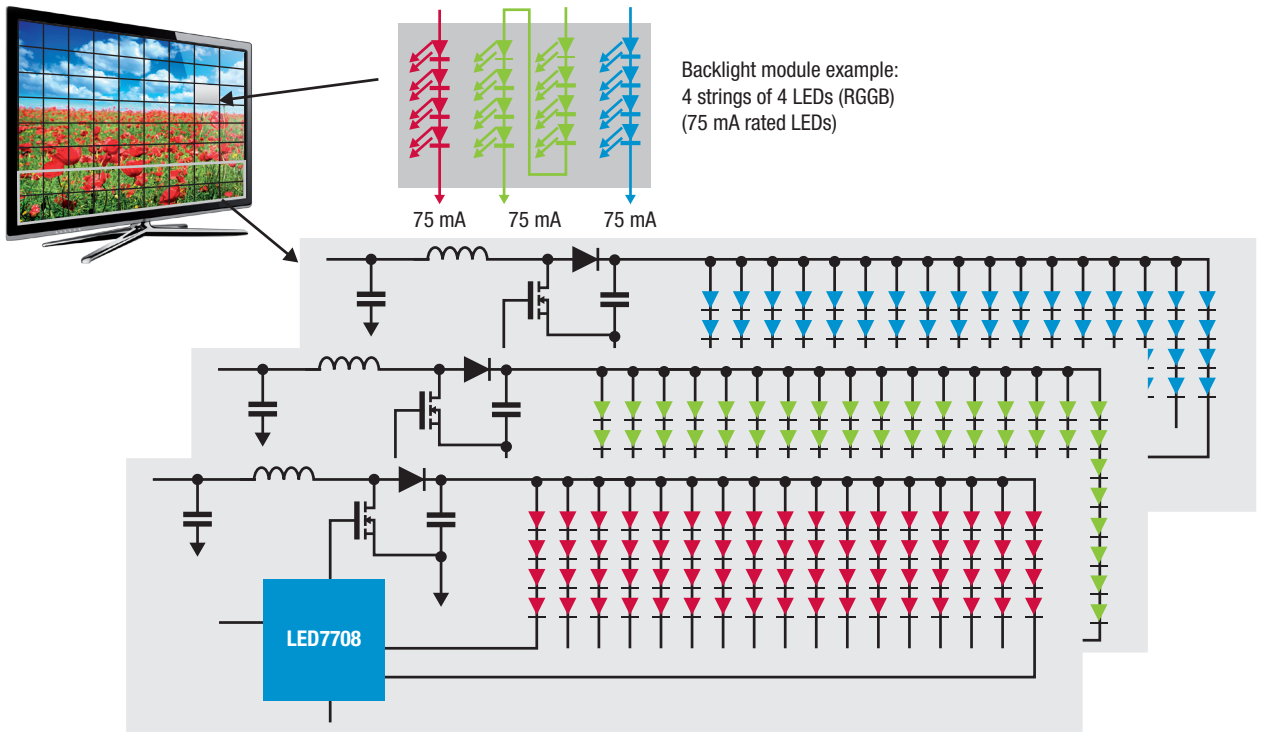 Backlight module example:
4 strings of 4 LEDs (RGGB)
(75 mA rated LEDs)
75 mA
75 mA
75 mA
LED7708